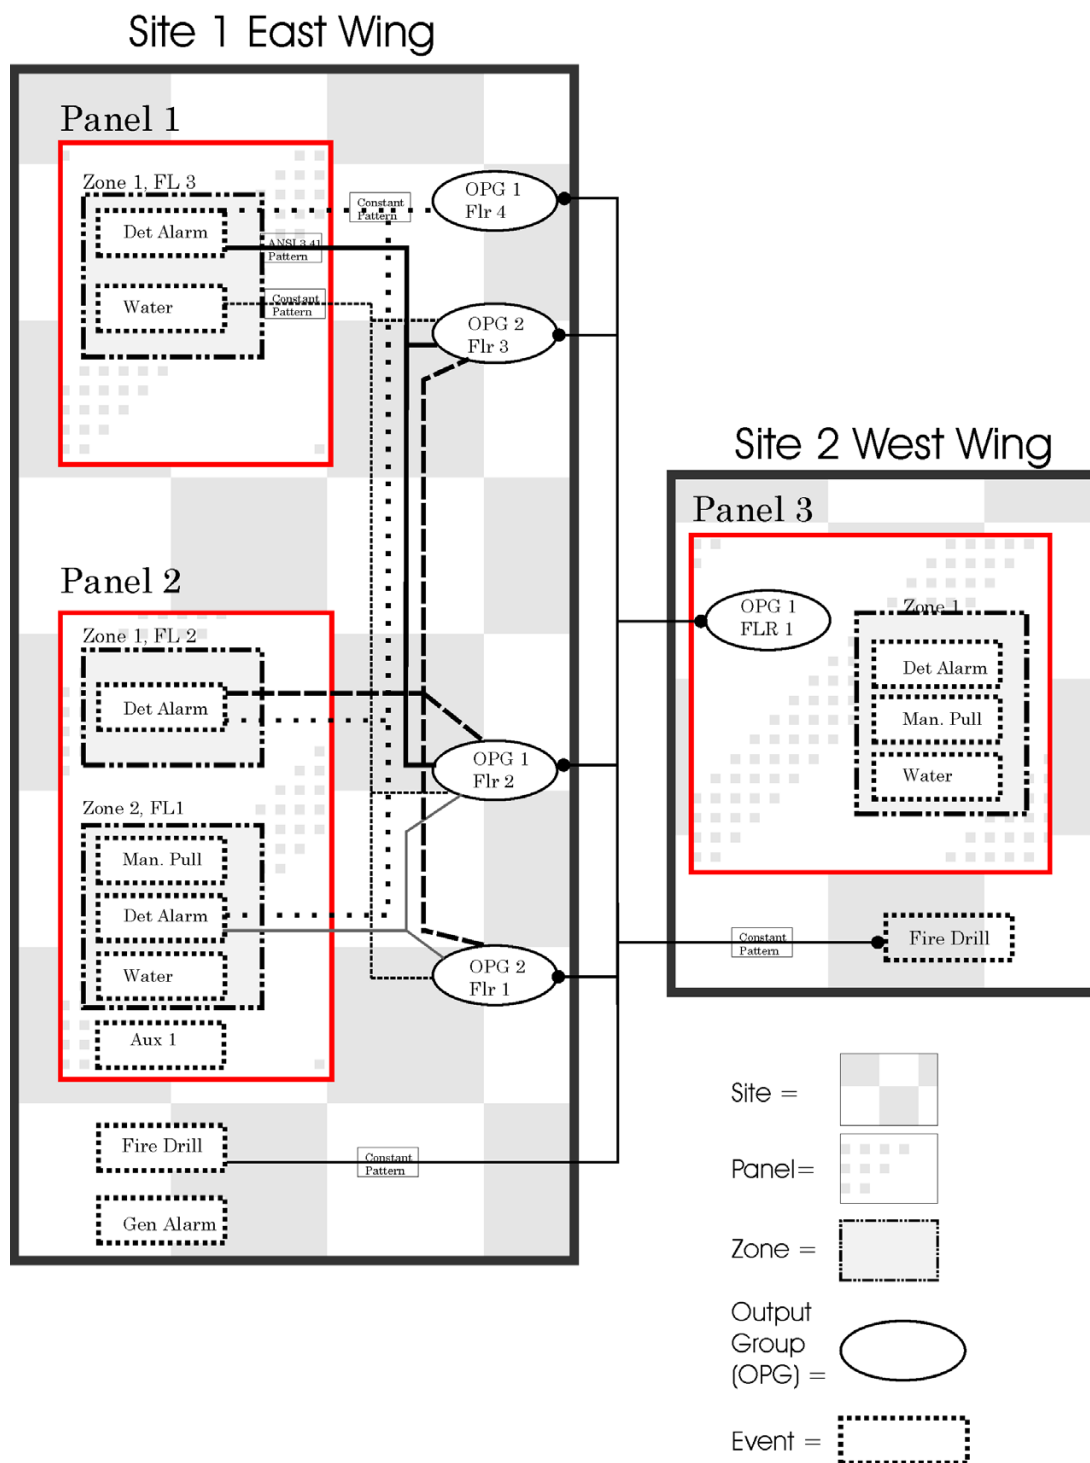 Site 1 East Wing
Panel 1
Zone 1, FL 3
Det Alarm
Water
Constant
Pattern
ANSI 3.41
Pattern
Constant
Pattern
OPG 1
Flr 4
OPG 2
Flr 3
Panel 2
Zone 1, FL 2
Det Alarm
Zone 2, FL1
Man. Pull
Det Alarm
Water
Aux 1
OPG 1
Flr 2
OPG 2
Flr 1
Fire Drill
Constant
Pattern
Gen Alarm
Site 2 West Wing
Panel 3
OPG 1
FLR 1
Zone 1
Det Alarm
Man. Pull
Water
Constant
Pattern
Fire Drill
Site =
Panel=
Zone =
Output
Group
(OPG) =
Event =